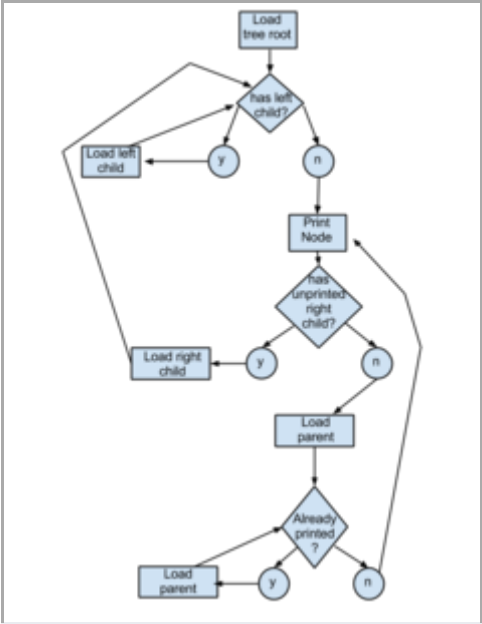 Load
tree root
has left
child?
Load left
child
y
n
Print
Node
has
unprinted
right
child?
Load right
child
y
n
Load
parent
Already
printed
?
Load
parent
y
n